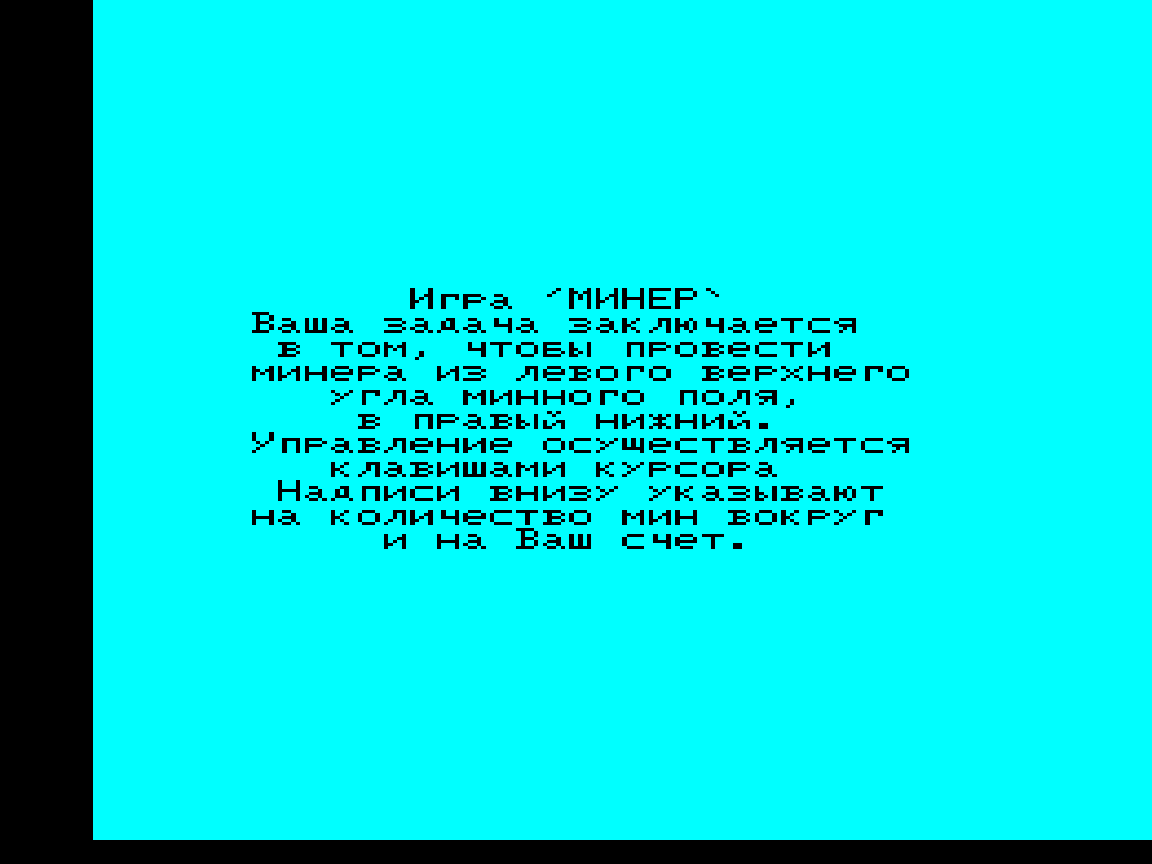 Игра ´МИНЕР`
Ваша задача заключается
в том, чтобы провести
минера из левого верхнего
угла минного поля,
в правый нижний.
Управление осуществляется
клавишами курсора
Надписи внизу указывают
на количество мин вокруг
и на Ваш счет.